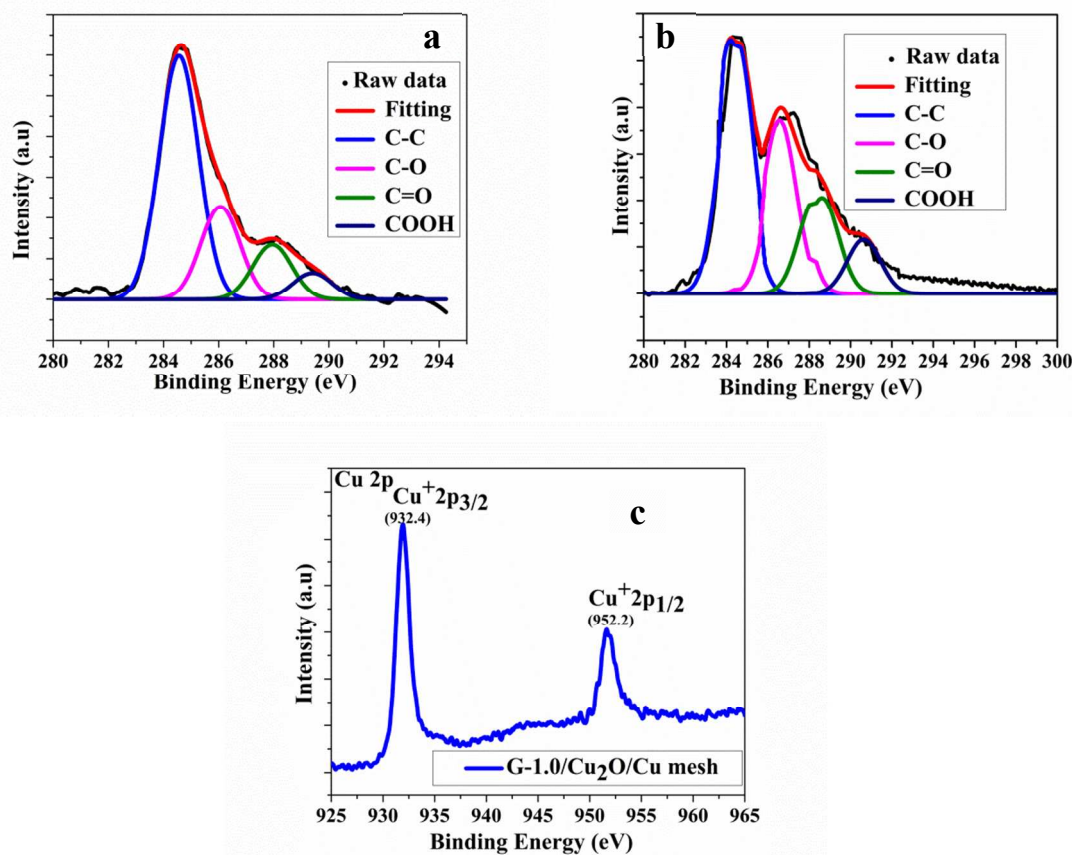 a
Raw data
Fitting
C-C
C-O
C=O
COOH
Intensity (a.u)
280 282 284 286 288 290 292 294
Binding Energy (eV)
b
Raw data
Fitting
C-C
C-O
C=O
COOH
Intensity (a.u)
280 282 284 286 288 290 292 294 296 298 300
Binding Energy (eV)
Cu 2p
Cu+2p3/2
(932.4)
c
Cu+2p1/2
(952.2)
Intensity (a.u)
G-1.0/Cu2O/Cu mesh
925 930 935 940 945 950 955 960 965
Binding Energy (eV)